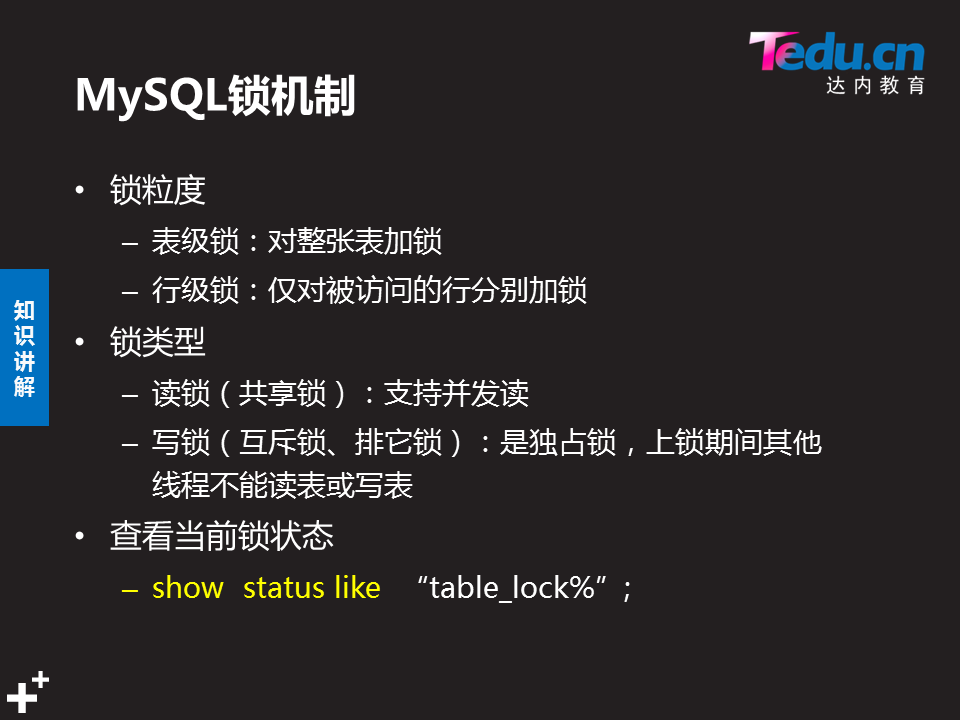 Tedu.cn
达内教育
MySQL锁机制
• 锁粒度
– 表级锁：对整张表加锁
– 行级锁：仅对被访问的行分别加锁
• 锁类型
– 读锁（共享锁）：支持并发读
– 写锁（互斥锁、排它锁）：是独占锁，上锁期间其他
线程不能读表或写表
• 查看当前锁状态
– show status like “table_lock%”;
知
识
讲
解